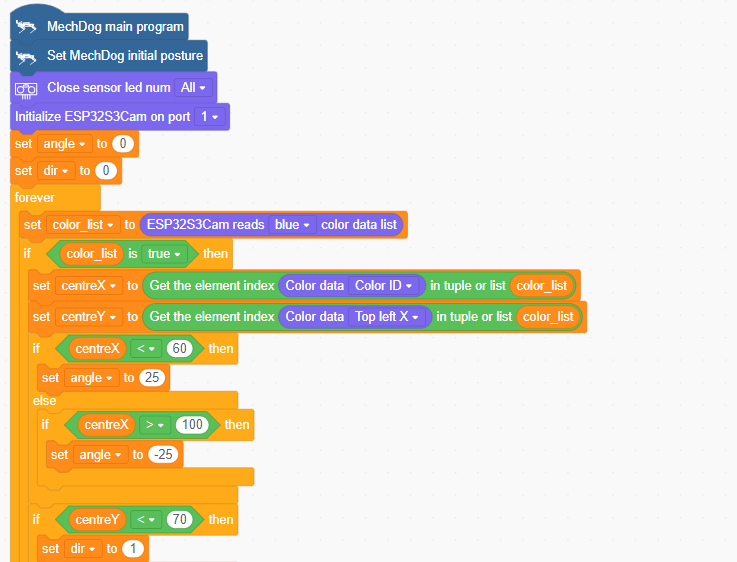 MechDog main program
Set MechDog initial posture
Close sensor led num All
Initialize ESP32S3Cam on port 1
set angle to 0
set dir to 0
forever
set color_list to ESP32S3Cam reads blue color data list
if color_list is true then
set centreX to Get the element index Color data Color ID in tuple or list color_list
set centreY to Get the element index Color data Top left X in tuple or list color_list
if centreX < 60 then
set angle to 25
else
if centreX > 100 then
set angle to -25
if centreY < 70 then
set dir to 1